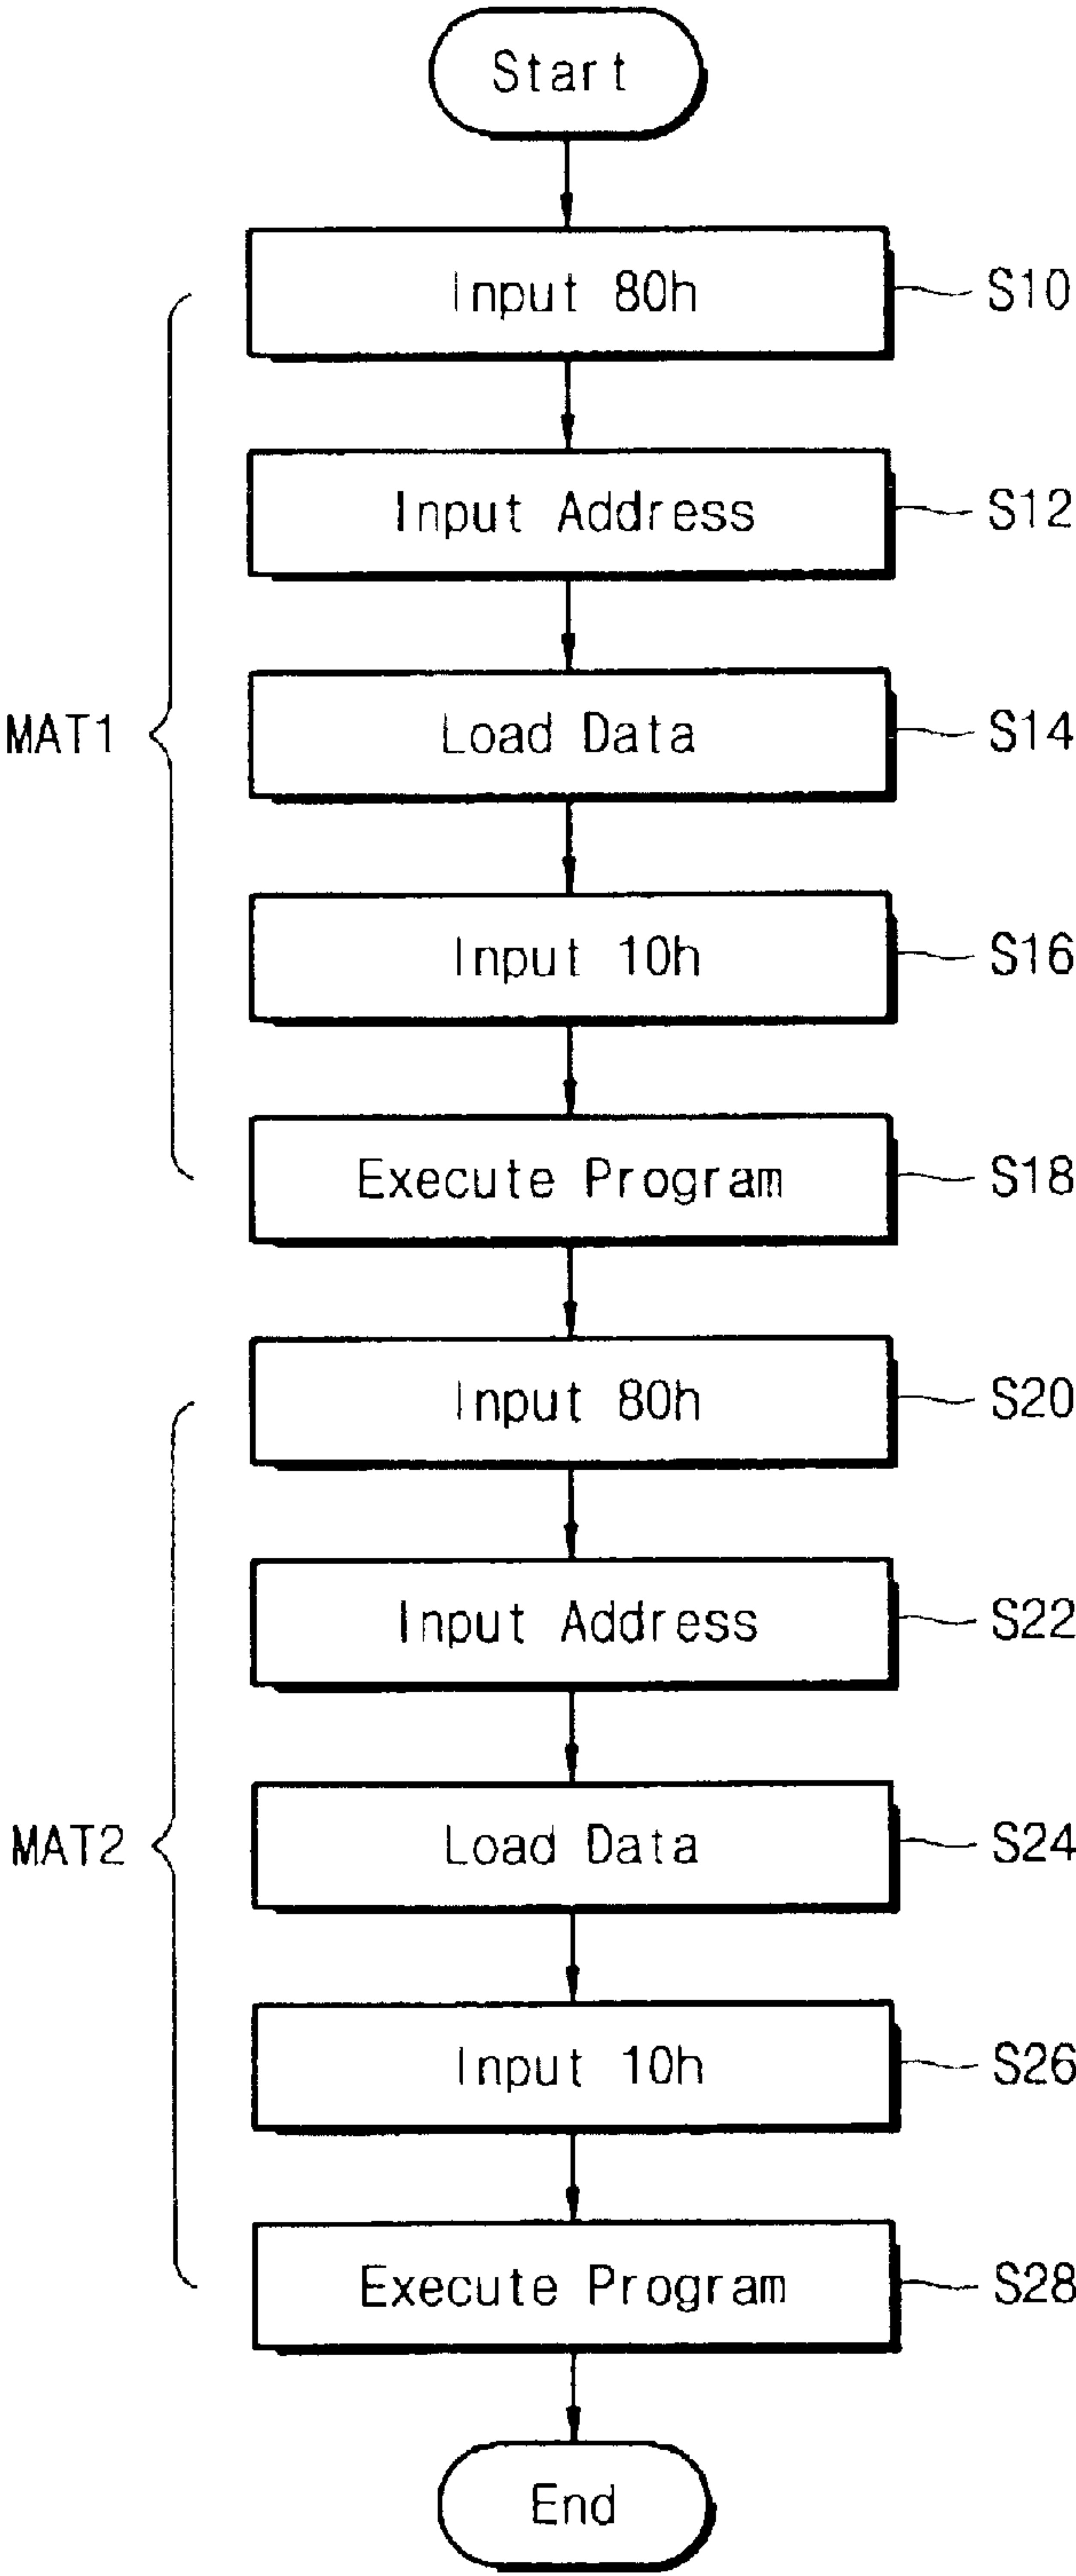 Start
Input 80h
S10
Input Address
S12
MAT1
Load Data
S14
Input 10h
S16
Execute Program
S18
Input 80h
S20
Input Address
S22
MAT2
Load Data
S24
Input 10h
S26
Execute Program
S28
End